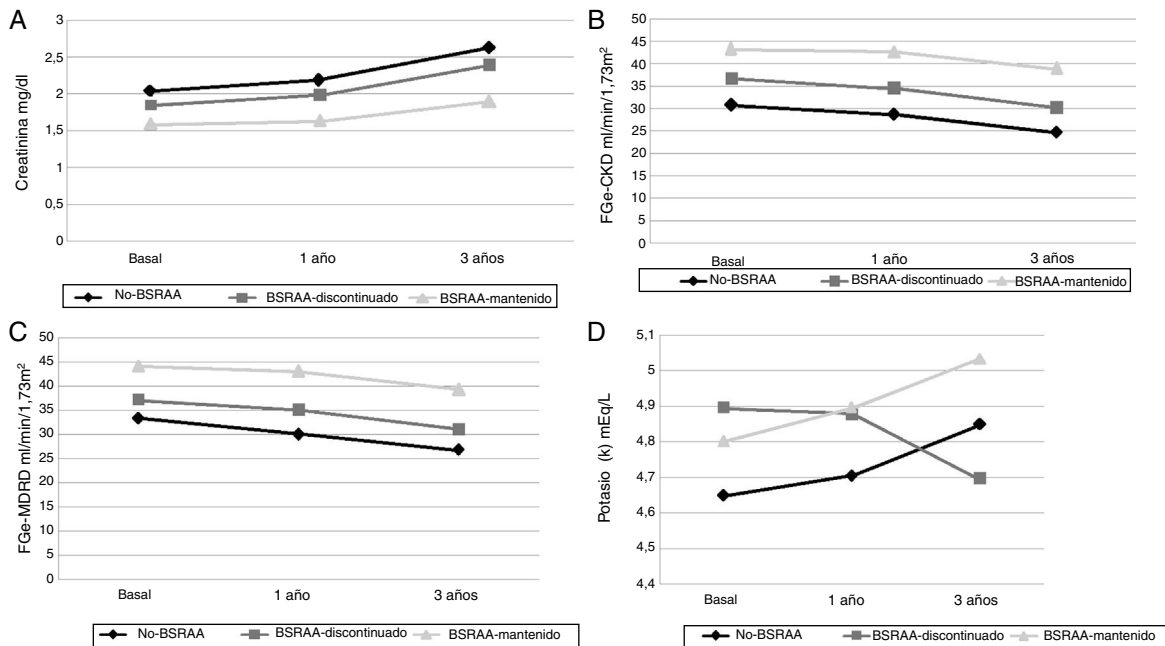 A
Creatinina mg/dl
3
2,5
2
1,5
1
0,5
0
Basal
1 año
3 años
No-BSRAA
BSRAA-discontinuado
BSRAA-mantenido
B
FGe-CKD ml/min/1,73m²
50
45
40
35
30
25
20
15
10
5
0
Basal
1 año
3 años
No-BSRAA
BSRAA-discontinuado
BSRAA-mantenido
C
FGe-MDRD ml/min/1,73m²
50
45
40
35
30
25
20
15
10
5
0
Basal
1 año
3 años
No-BSRAA
BSRAA-discontinuado
BSRAA-mantenido
D
Potasio (k) mEq/L
5,1
5
4,9
4,8
4,7
4,6
4,5
4,4
Basal
1 año
3 años
No-BSRAA
BSRAA-discontinuado
BSRAA-mantenido